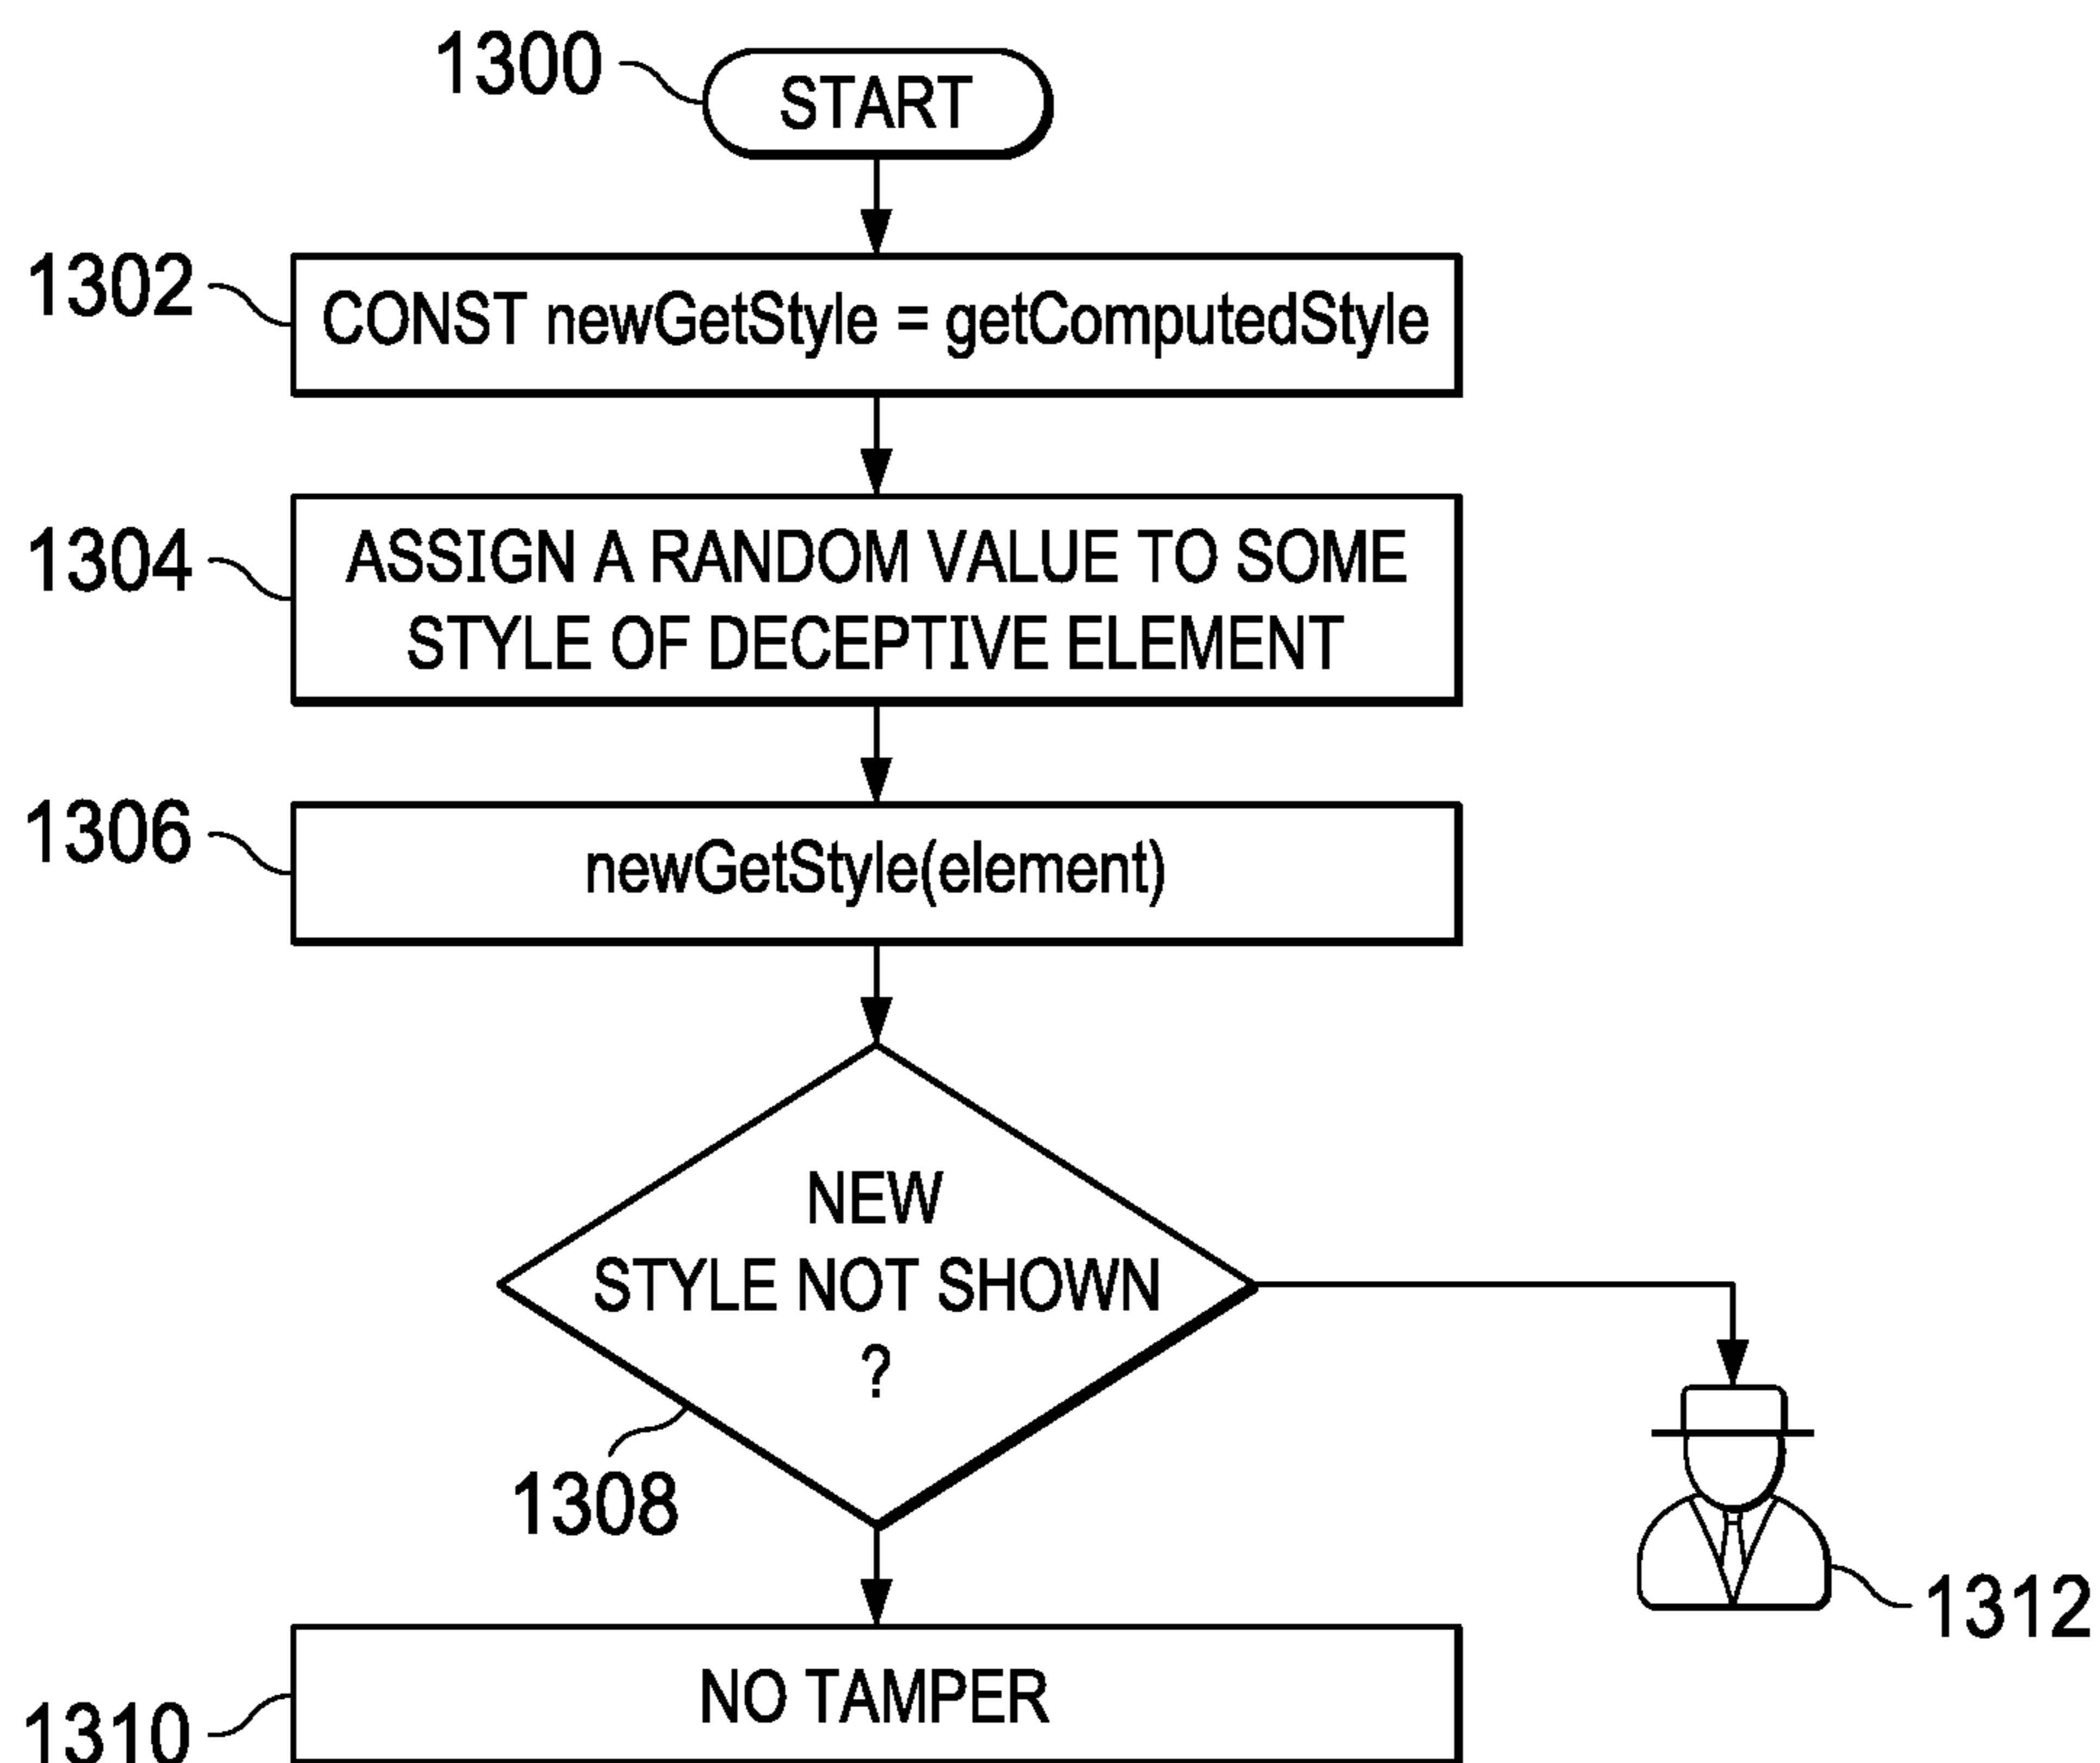 1300
START
1302
CONST newGetStyle = getComputedStyle
1304
ASSIGN A RANDOM VALUE TO SOME
STYLE OF DECEPTIVE ELEMENT
1306
newGetStyle(element)
NEW
STYLE NOT SHOWN
?
1308
1312
NO TAMPER
1310